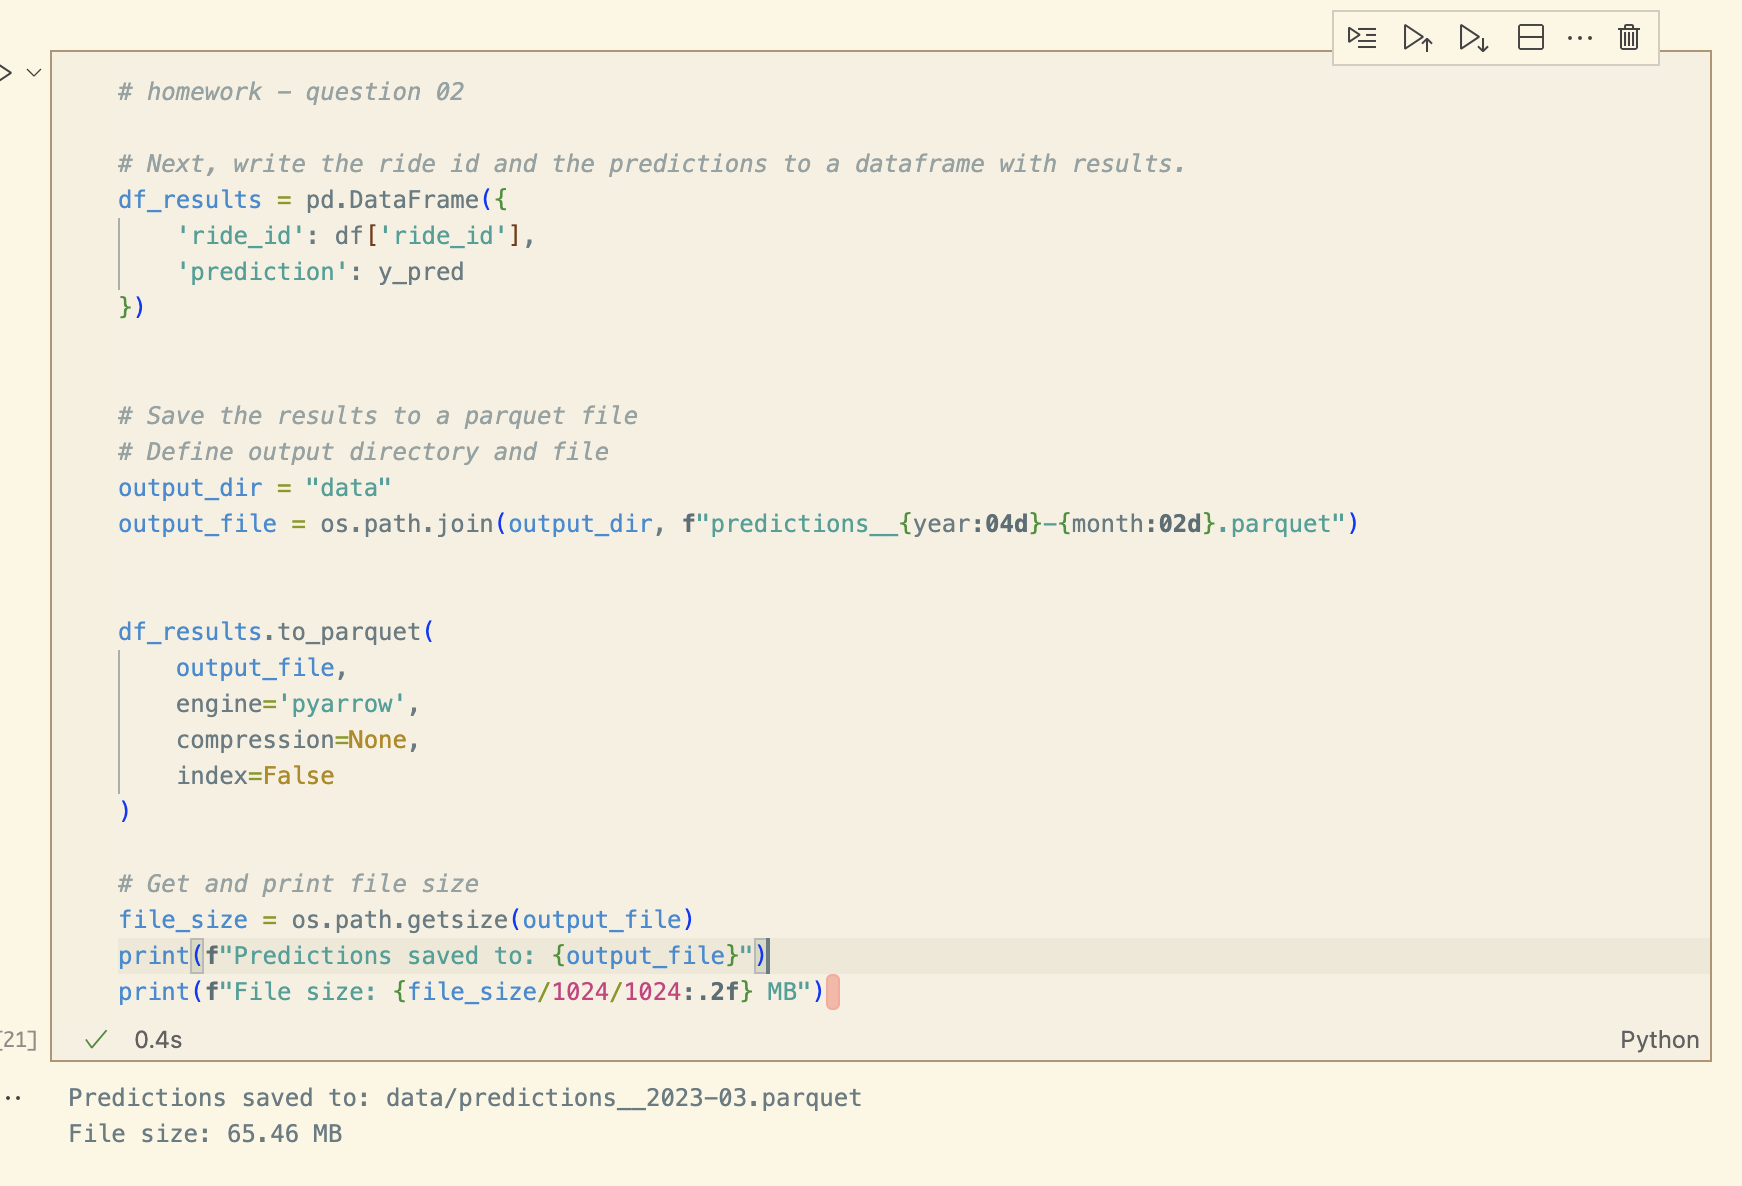 # homework - question 02
# Next, write the ride id and the predictions to a dataframe with results.
df_results = pd.DataFrame({
    'ride_id': df['ride_id'],
    'prediction': y_pred
})
# Save the results to a parquet file
# Define output directory and file
output_dir = "data"
output_file = os.path.join(output_dir, f"predictions__{year:04d}-{month:02d}.parquet")
df_results.to_parquet(
    output_file,
    engine='pyarrow',
    compression=None,
    index=False
)
# Get and print file size
file_size = os.path.getsize(output_file)
print(f"Predictions saved to: {output_file}")
print(f"File size: {file_size/1024/1024:.2f} MB")
[21]
0.4s
Python
Predictions saved to: data/predictions__2023-03.parquet
File size: 65.46 MB